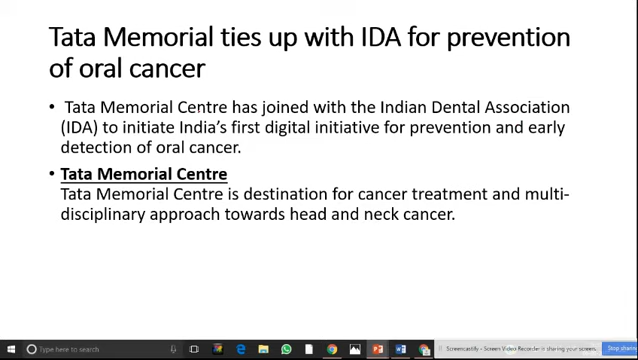 Tata Memorial ties up with IDA for prevention
of oral cancer
• Tata Memorial Centre has joined with the Indian Dental Association
(IDA) to initiate India's first digital initiative for prevention and early
detection of oral cancer.
• Tata Memorial Centre
Tata Memorial Centre is destination for cancer treatment and multi-
disciplinary approach towards head and neck cancer.
Type here to search
Screencastify - Screen Video Recorder is sharing your screen.
Stop sharing